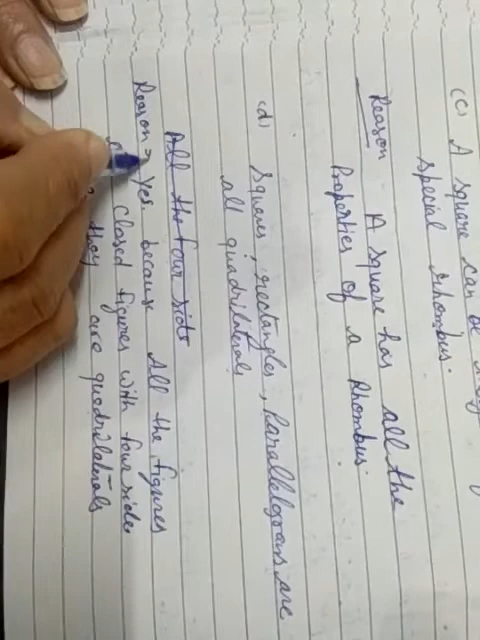 (c) A square can be
special rhombus.
Reason A square has all the
Properties of a Rhombus.
(d) Squares, rectangles, Parallelograms are
all quadrilaterals
All the four sides
Reason → Yes, because All the figures
closed figures with four sides
they are quadrilaterals